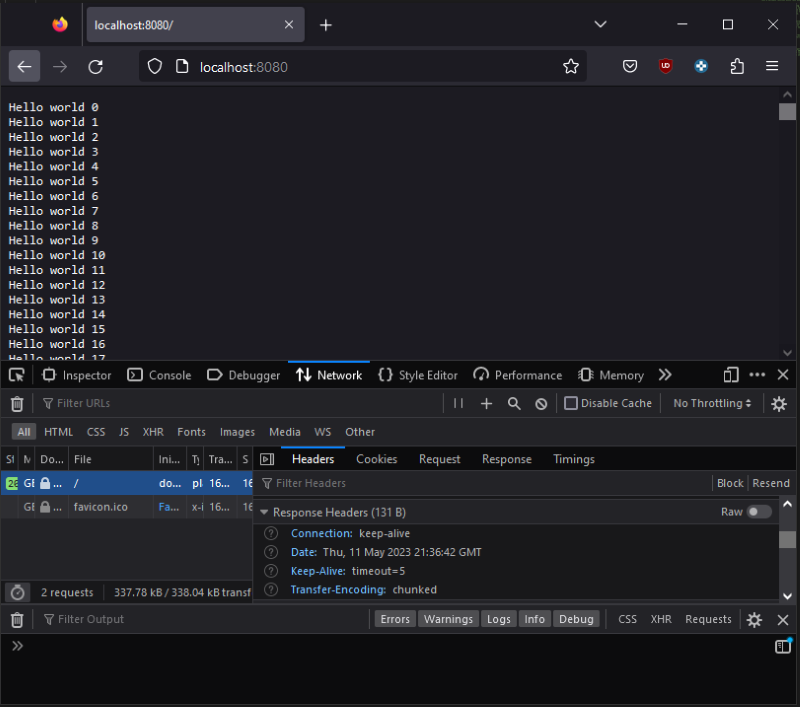 localhost:8080/
localhost:8080
Hello world 0
Hello world 1
Hello world 2
Hello world 3
Hello world 4
Hello world 5
Hello world 6
Hello world 7
Hello world 8
Hello world 9
Hello world 10
Hello world 11
Hello world 12
Hello world 13
Hello world 14
Hello world 15
Hello world 16
Hello world 17
Inspector Console Debugger Network Style Editor Performance Memory
Filter URLs Disable Cache No Throttling
All HTML CSS JS XHR Fonts Images Media WS Other
St M Do... File Ini... Ty Tra... S
Headers Cookies Request Response Timings
GE ... / do... pl 16... 16
Filter Headers Block Resend
GE ... favicon.ico Fa... x-i 16... 16
Response Headers (131 B) Raw
Connection: keep-alive
Date: Thu, 11 May 2023 21:36:42 GMT
Keep-Alive: timeout=5
Transfer-Encoding: chunked
2 requests 337.78 kB / 338.04 kB transf
Filter Output Errors Warnings Logs Info Debug CSS XHR Requests